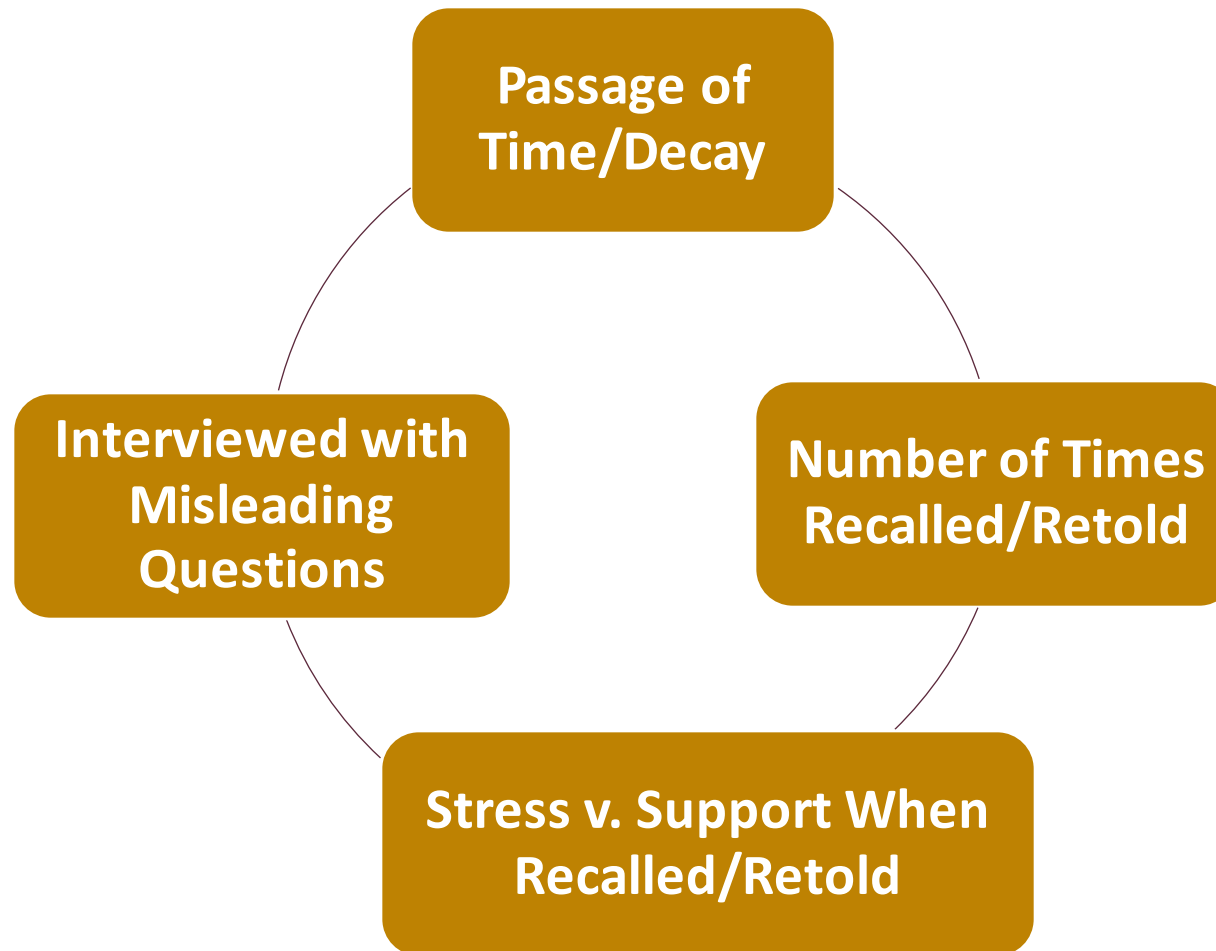 Passage of
Time/Decay
Number of Times
Recalled/Retold
Stress v. Support When
Recalled/Retold
Interviewed with
Misleading
Questions